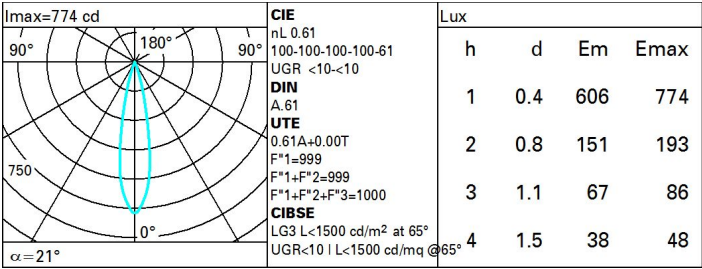 Imax=774 cd
90°
180°
90°
750
0°
α=21°
CIE
nL 0.61
100-100-100-100-61
UGR <10-<10
DIN
A.61
UTE
0.61A+0.00T
F"1=999
F"1+F"2=999
F"1+F"2+F"3=1000
CIBSE
LG3 L<1500 cd/m² at 65°
UGR<10 | L<1500 cd/mq @65°
Lux
h d Em Emax
1 0.4 606 774
2 0.8 151 193
3 1.1 67 86
4 1.5 38 48